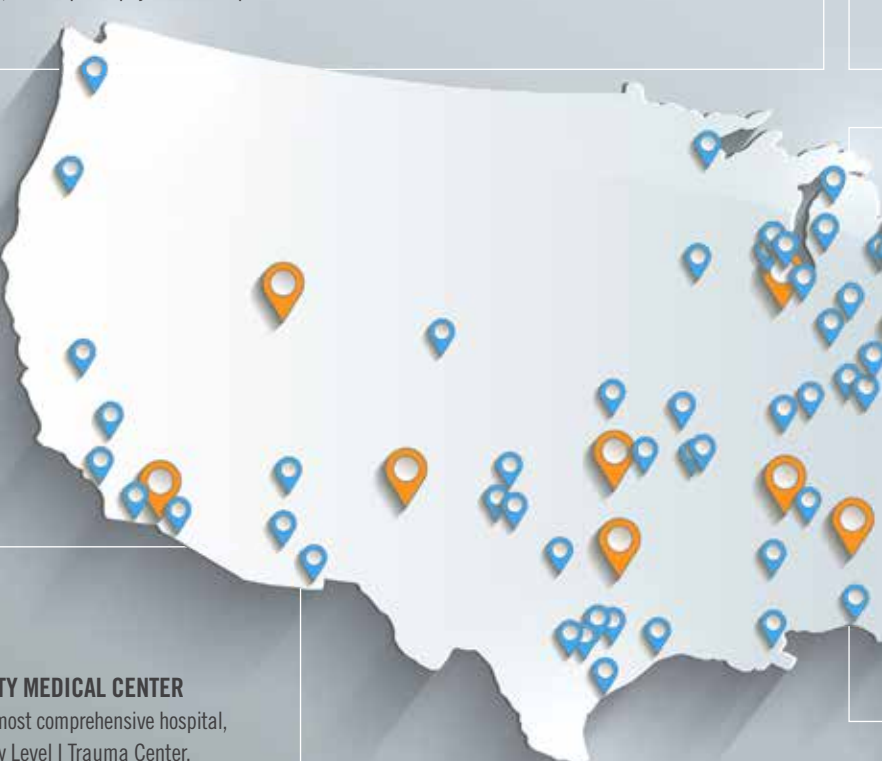 TY MEDICAL CENTER
most comprehensive hospital,
Level I Trauma Center.